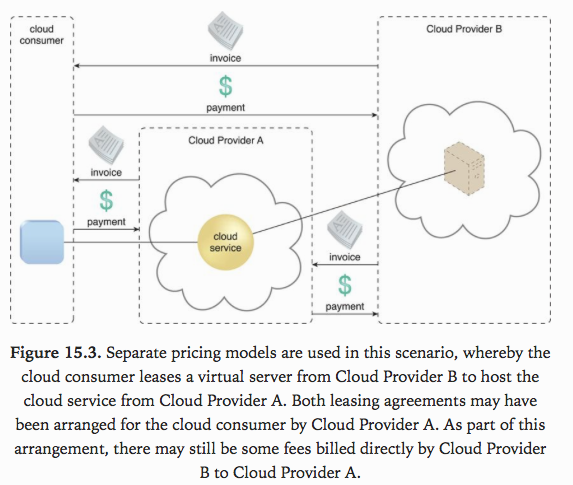 cloud
consumer
Cloud Provider B
invoice
$
payment
Cloud Provider A
invoice
$
payment
cloud
service
invoice
$
payment
Figure 15.3. Separate pricing models are used in this scenario, whereby the
cloud consumer leases a virtual server from Cloud Provider B to host the
cloud service from Cloud Provider A. Both leasing agreements may have
been arranged for the cloud consumer by Cloud Provider A. As part of this
arrangement, there may still be some fees billed directly by Cloud Provider
B to Cloud Provider A.